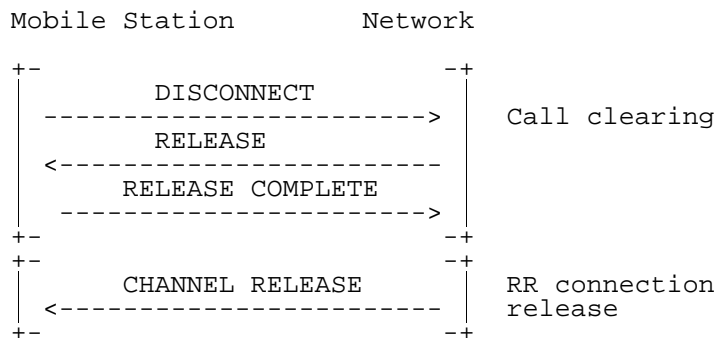 Mobile Station Network
DISCONNECT
Call clearing
RELEASE
RELEASE COMPLETE
CHANNEL RELEASE
RR connection
release